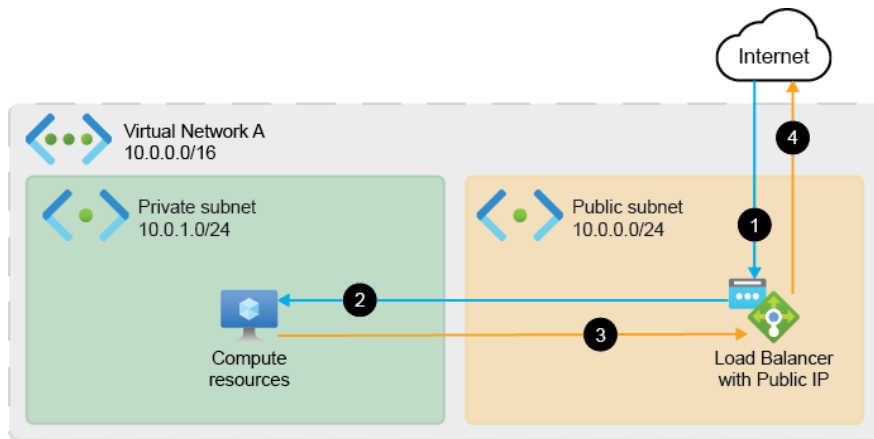 Internet
4
Virtual Network A
10.0.0.0/16
Private subnet
10.0.1.0/24
Public subnet
10.0.0.0/24
1
2
3
Compute
resources
Load Balancer
with Public IP